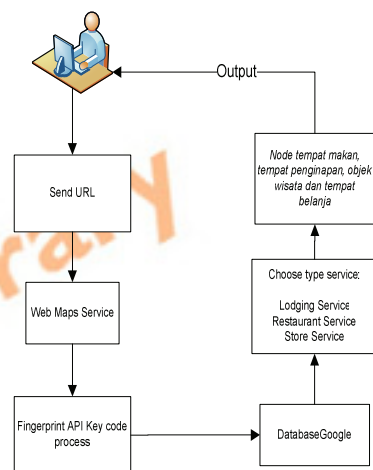 Output
Send URL
Web Maps Service
Fingerprint API Key code
process
DatabaseGoogle
Choose type service:
Lodging Service
Restaurant Service
Store Service
Node tempat makan,
tempat penginapan, objek
wisata dan tempat
belanja